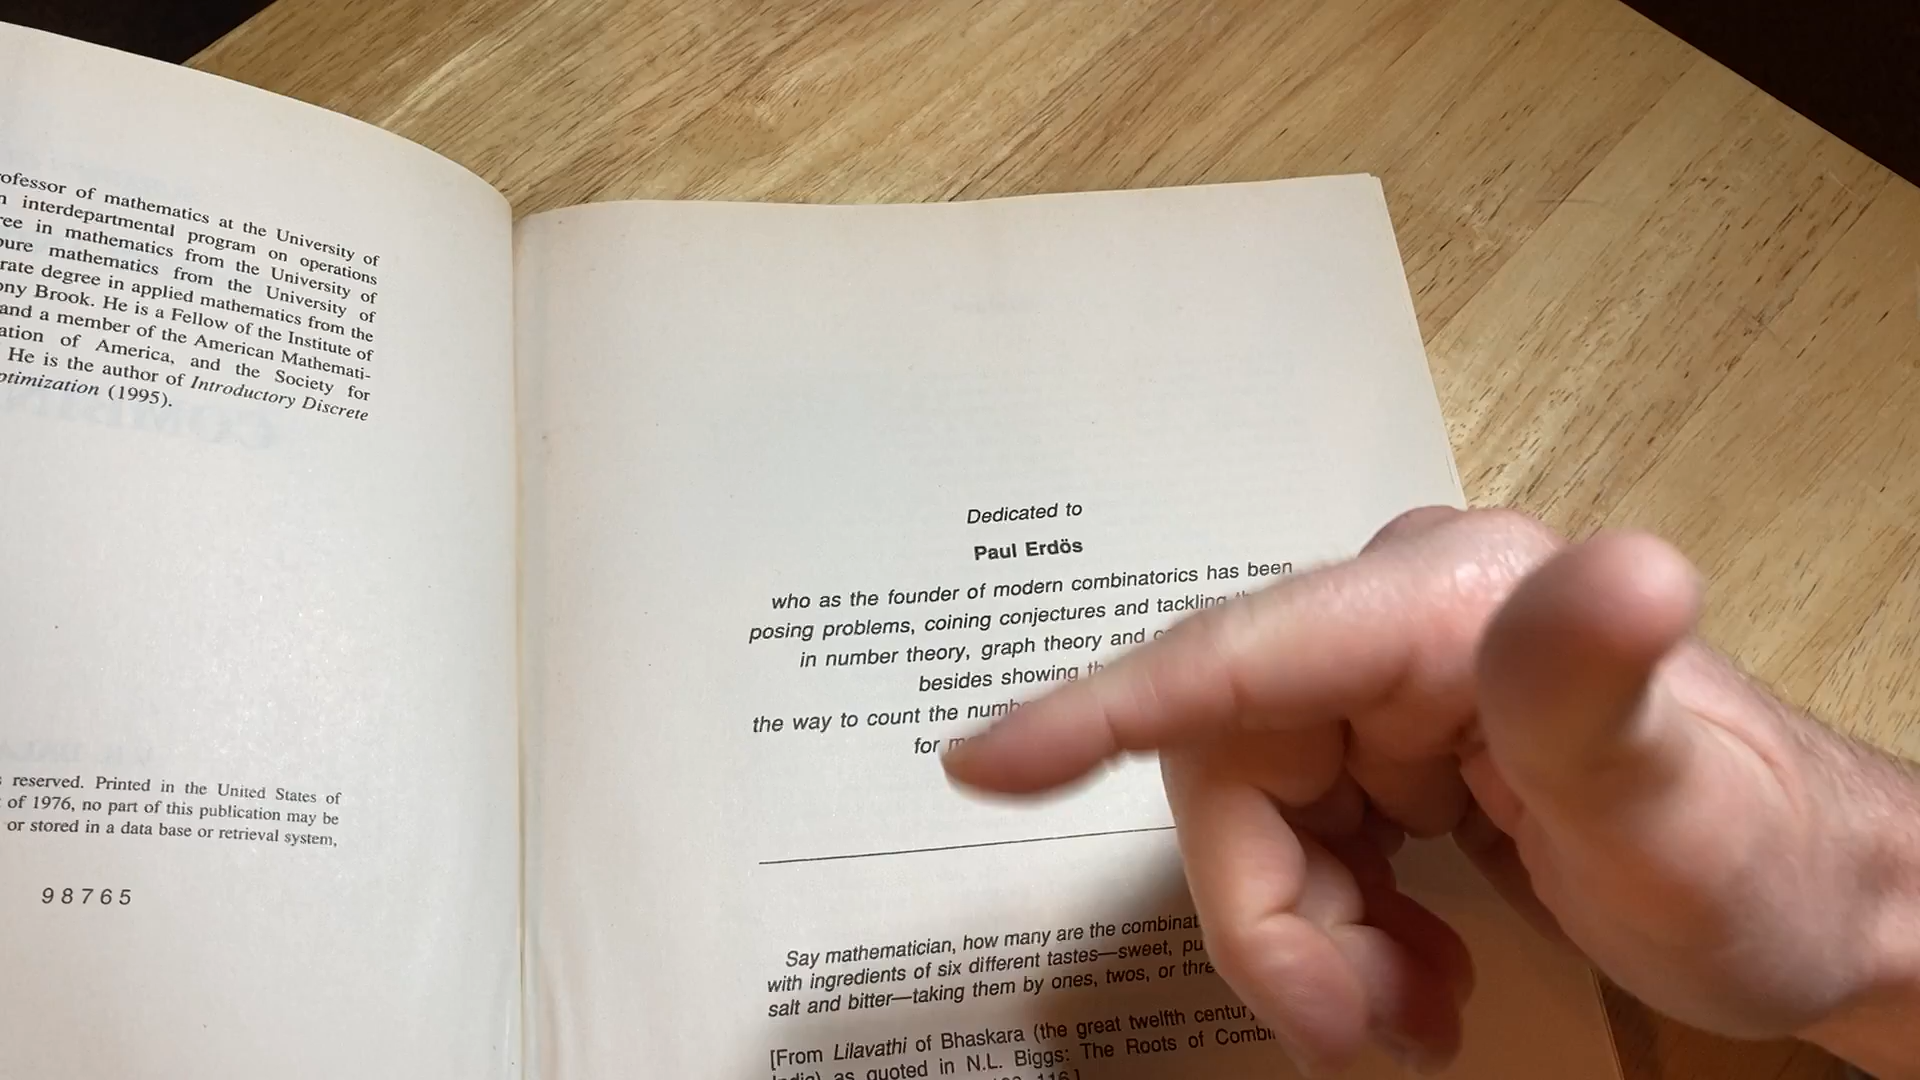 ofessor of mathematics at the University of
interdepartmental program on operations
ree in mathematics from the University of
pure mathematics from the University of
rate degree in applied mathematics from the
ony Brook. He is a Fellow of the Institute of
and a member of the American Mathemati-
ation of America, and the Society for
He is the author of Introductory Discrete
ptimization (1995).
reserved. Printed in the United States of
of 1976, no part of this publication may be
or stored in a data base or retrieval system,
9 8 7 6 5
Dedicated to
Paul Erdös
who as the founder of modern combinatorics has been
posing problems, coining conjectures and tackling
in number theory, graph theory and
besides showing
the way to count the
for
Say mathematician, how many are the combinat
with ingredients of six different tastes—sweet, pu
salt and bitter—taking them by ones, twos, or thre
[From Lilavathi of Bhaskara (the great twelfth century
as quoted in N.L. Biggs: The Roots of Combi
116.]